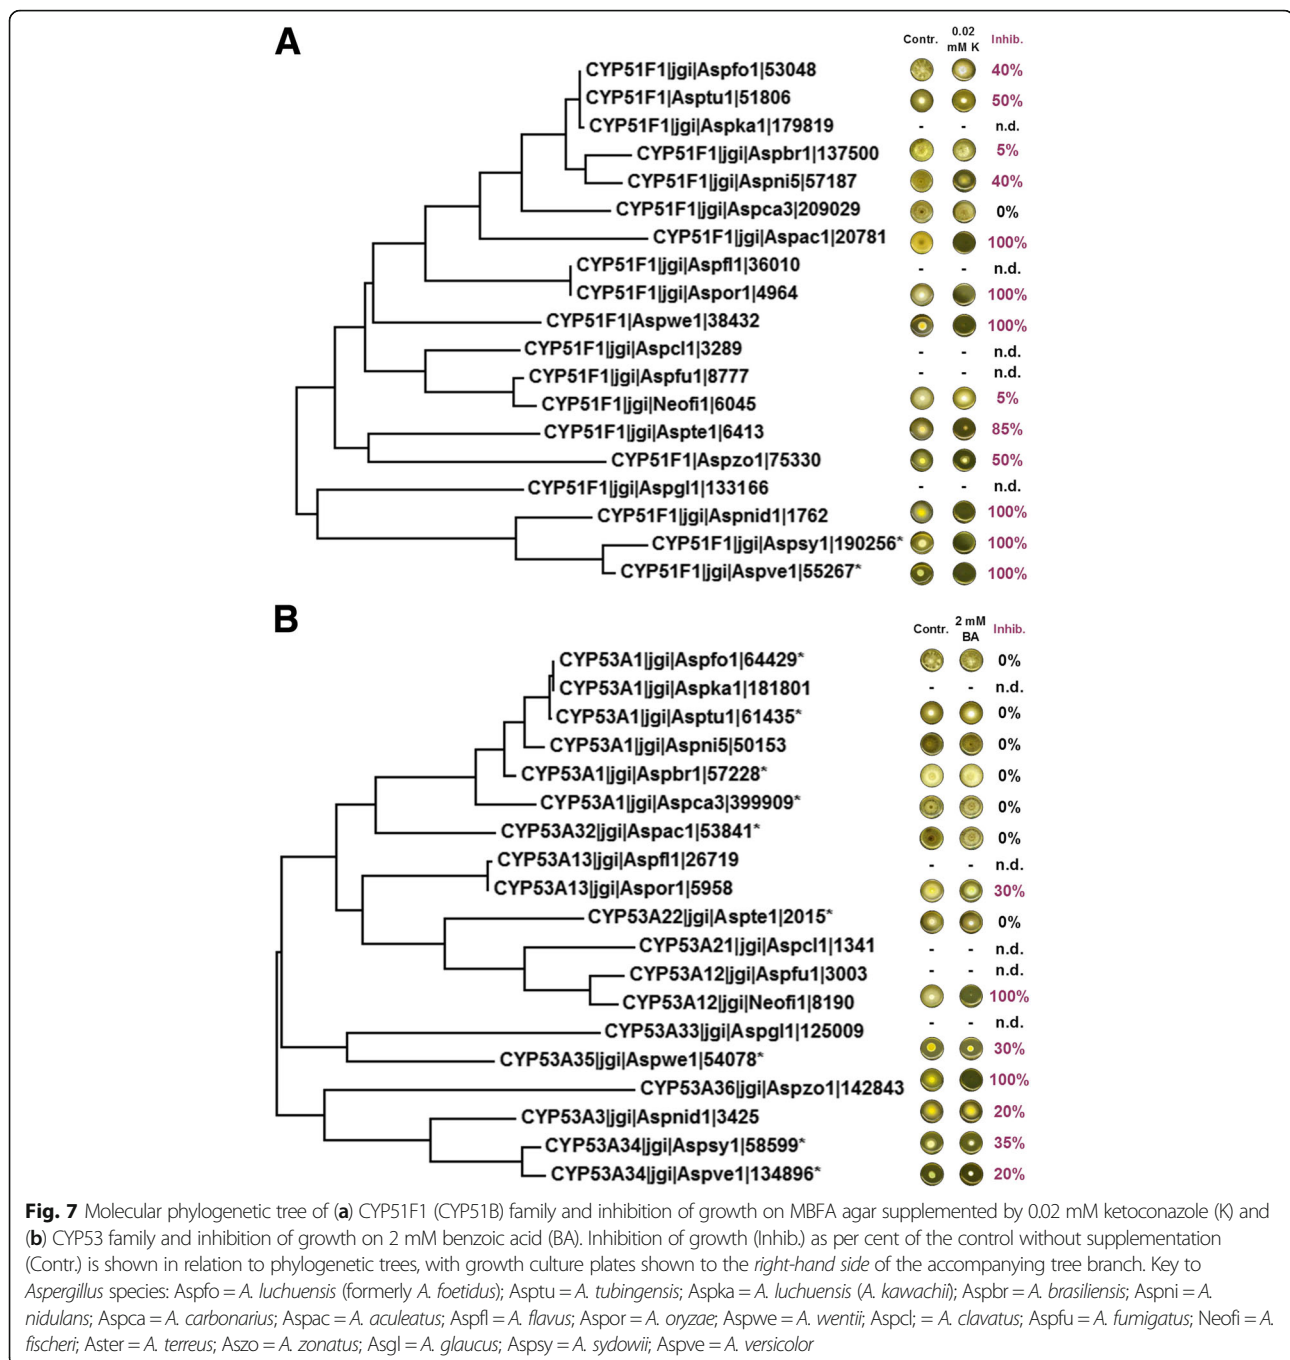 A
Contr. 0.02 mM K Inhib.
CYP51F1|jgi|Aspfo1|53048 40%
CYP51F1|Asptu1|51806 50%
CYP51F1|jgi|Aspka1|179819 - - n.d.
CYP51F1|jgi|Aspbr1|137500 5%
CYP51F1|jgi|Aspni5|57187 40%
CYP51F1|jgi|Aspca3|209029 0%
CYP51F1|jgi|Aspac1|20781 100%
CYP51F1|jgi|Aspfl1|36010 - - n.d.
CYP51F1|jgi|Aspor1|4964 100%
CYP51F1|Aspwe1|38432 100%
CYP51F1|jgi|Aspcl1|3289 - - n.d.
CYP51F1|jgi|Aspfu1|8777 - - n.d.
CYP51F1|jgi|Neofi1|6045 5%
CYP51F1|jgi|Aspte1|6413 85%
CYP51F1|Aspzo1|75330 50%
CYP51F1|jgi|Aspgl1|133166 - - n.d.
CYP51F1|jgi|Aspnid1|1762 100%
CYP51F1|jgi|Aspsy1|190256* 100%
CYP51F1|jgi|Aspve1|55267* 100%
B
Contr. 2 mM BA Inhib.
CYP53A1|jgi|Aspfo1|64429* 0%
CYP53A1|jgi|Aspka1|181801 - - n.d.
CYP53A1|jgi|Asptu1|61435* 0%
CYP53A1|jgi|Aspni5|50153 0%
CYP53A1|jgi|Aspbr1|57228* 0%
CYP53A1|jgi|Aspca3|399909* 0%
CYP53A32|jgi|Aspac1|53841* 0%
CYP53A13|jgi|Aspfl1|26719 - - n.d.
CYP53A13|jgi|Aspor1|5958 30%
CYP53A22|jgi|Aspte1|2015* 0%
CYP53A21|jgi|Aspcl1|1341 - - n.d.
CYP53A12|jgi|Aspfu1|3003 - - n.d.
CYP53A12|jgi|Neofi1|8190 100%
CYP53A33|jgi|Aspgl1|125009 - - n.d.
CYP53A35|jgi|Aspwe1|54078* 30%
CYP53A36|jgi|Aspzo1|142843 100%
CYP53A3|jgi|Aspnid1|3425 20%
CYP53A34|jgi|Aspsy1|58599* 35%
CYP53A34|jgi|Aspve1|134896* 20%
Fig. 7 Molecular phylogenetic tree of (a) CYP51F1 (CYP51B) family and inhibition of growth on MBFA agar supplemented by 0.02 mM ketoconazole (K) and
(b) CYP53 family and inhibition of growth on 2 mM benzoic acid (BA). Inhibition of growth (Inhib.) as per cent of the control without supplementation
(Contr.) is shown in relation to phylogenetic trees, with growth culture plates shown to the right-hand side of the accompanying tree branch. Key to
Aspergillus species: Aspfo = A. luchuensis (formerly A. foetidus); Asptu = A. tubingensis; Aspka = A. luchuensis (A. kawachii); Aspbr = A. brasiliensis; Aspni = A.
nidulans; Aspca = A. carbonarius; Aspac = A. aculeatus; Aspfl = A. flavus; Aspor = A. oryzae; Aspwe = A. wentii; Aspcl; = A. clavatus; Aspfu = A. fumigatus; Neofi = A.
fischeri; Aster = A. terreus; Aszo = A. zonatus; Asgl = A. glaucus; Aspsy = A. sydowii; Aspve = A. versicolor